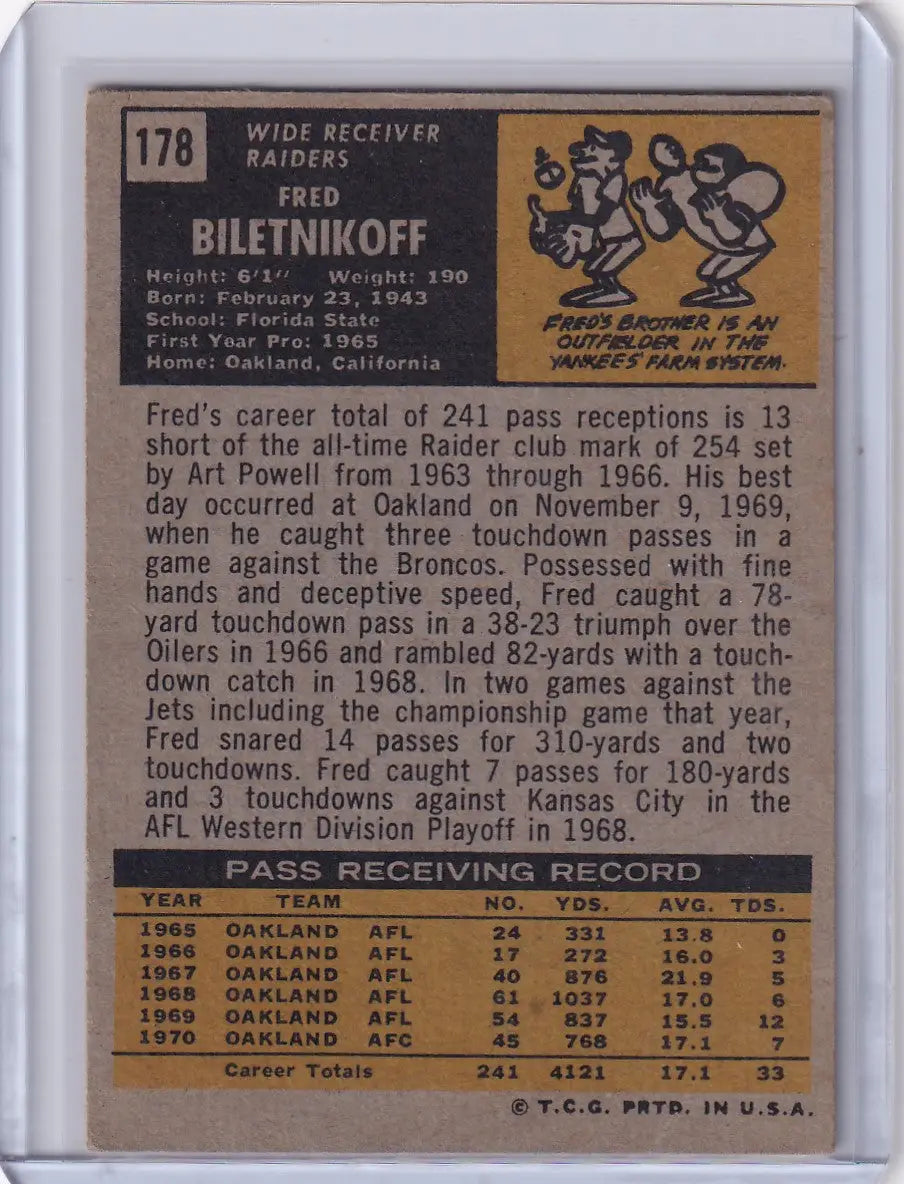 178
WIDE RECEIVER
RAIDERS
FRED
BILETNIKOFF
Height: 6'1" Weight: 190
Born: February 23, 1943
School: Florida State
First Year Pro: 1965
Home: Oakland, California
FRED'S BROTHER IS AN
OUTFIELDER IN THE
YANKEES' FARM SYSTEM.
Fred's career total of 241 pass receptions is 13
short of the all-time Raider club mark of 254 set
by Art Powell from 1963 through 1966. His best
day occurred at Oakland on November 9, 1969,
when he caught three touchdown passes in a
game against the Broncos. Possessed with fine
hands and deceptive speed, Fred caught a 78-
yard touchdown pass in a 38-23 triumph over the
Oilers in 1966 and rambled 82-yards with a touch-
down catch in 1968. In two games against the
Jets including the championship game that year,
Fred snared 14 passes for 310-yards and two
touchdowns. Fred caught 7 passes for 180-yards
and 3 touchdowns against Kansas City in the
AFL Western Division Playoff in 1968.
PASS RECEIVING RECORD
YEAR TEAM NO. YDS. AVG. TDS.
1965 OAKLAND AFL 24 331 13.8 0
1966 OAKLAND AFL 17 272 16.0 3
1967 OAKLAND AFL 40 876 21.9 5
1968 OAKLAND AFL 61 1037 17.0 6
1969 OAKLAND AFL 54 837 15.5 12
1970 OAKLAND AFC 45 768 17.1 7
Career Totals 241 4121 17.1 33
© T.C.G. PRTD. IN U.S.A.